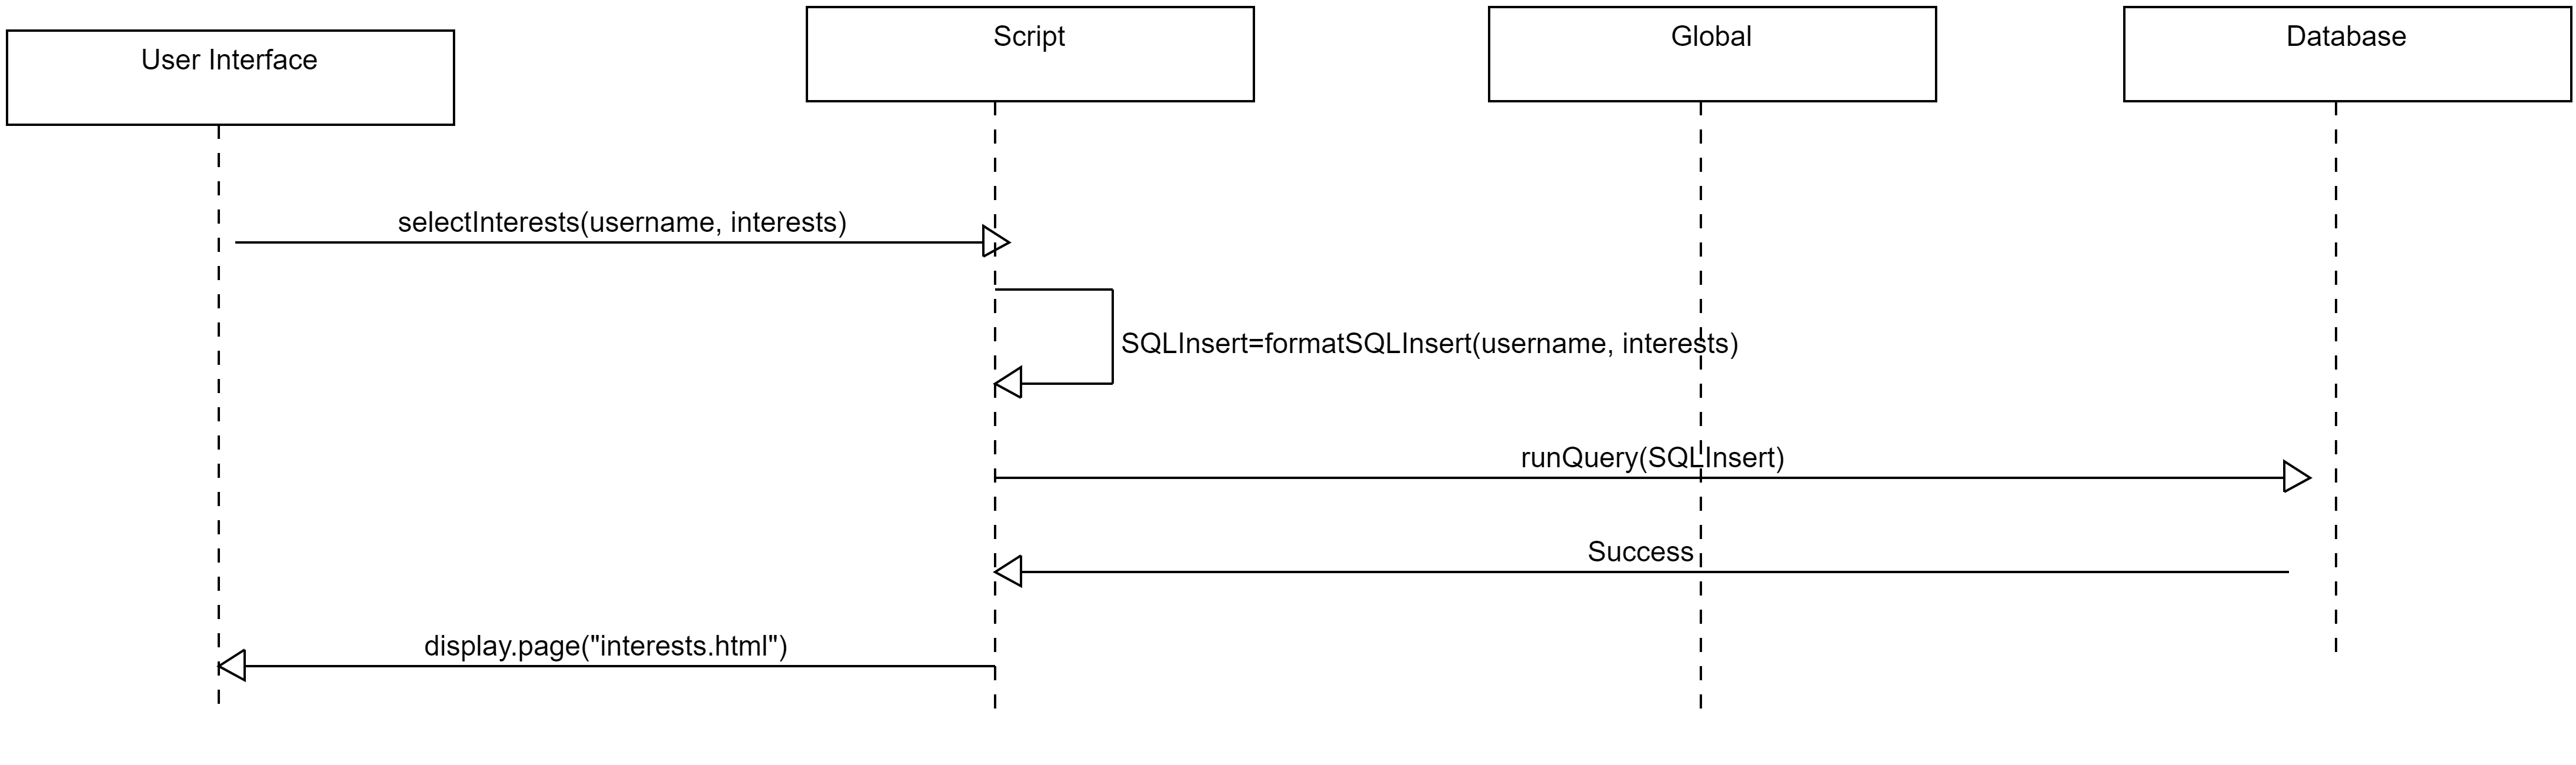 User Interface
Script
Global
Database
selectInterests(username, interests)
SQLInsert=formatSQLInsert(username, interests)
runQuery(SQLInsert)
Success
display.page("interests.html")